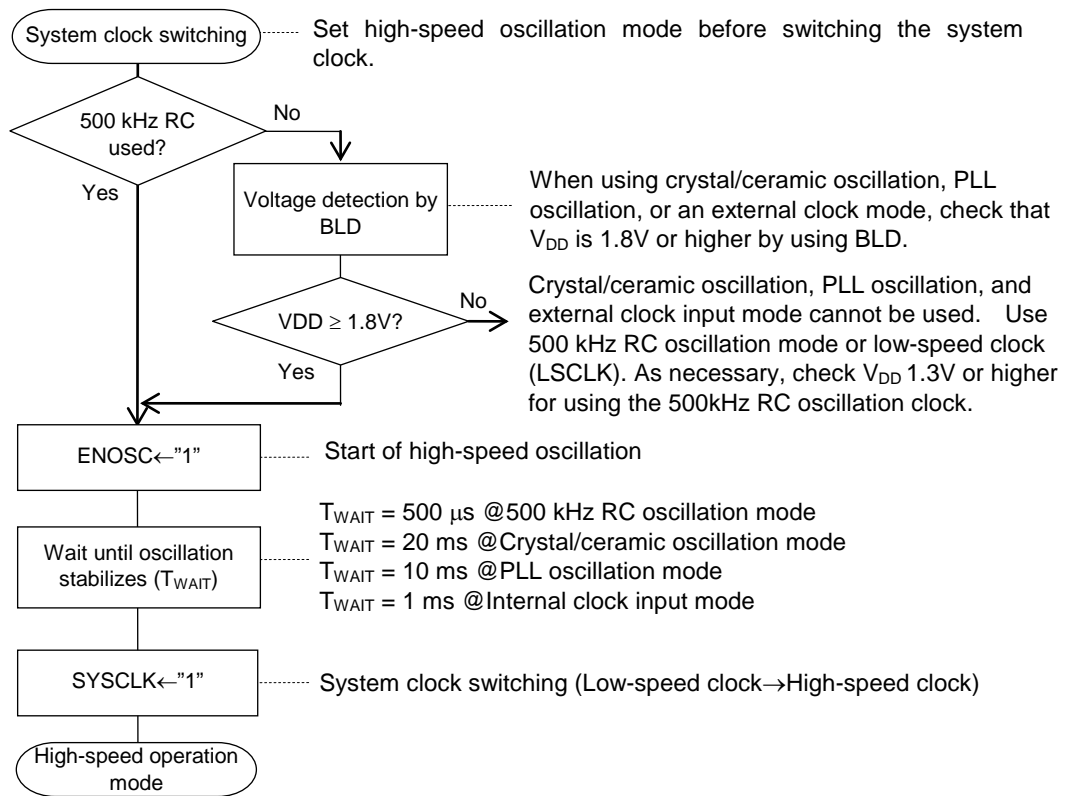 System clock switching
Set high-speed oscillation mode before switching the system
clock.
500 kHz RC
used?
No
Yes
Voltage detection by
BLD
When using crystal/ceramic oscillation, PLL
oscillation, or an external clock mode, check that
VDD is 1.8V or higher by using BLD.
VDD ≥ 1.8V?
No
Yes
Crystal/ceramic oscillation, PLL oscillation, and
external clock input mode cannot be used. Use
500 kHz RC oscillation mode or low-speed clock
(LSCLK). As necessary, check VDD 1.3V or higher
for using the 500kHz RC oscillation clock.
ENOSC←”1”
Start of high-speed oscillation
Wait until oscillation
stabilizes (TWAIT)
TWAIT = 500 μs @500 kHz RC oscillation mode
TWAIT = 20 ms @Crystal/ceramic oscillation mode
TWAIT = 10 ms @PLL oscillation mode
TWAIT = 1 ms @Internal clock input mode
SYSCLK←”1”
System clock switching (Low-speed clock→High-speed clock)
High-speed operation
mode